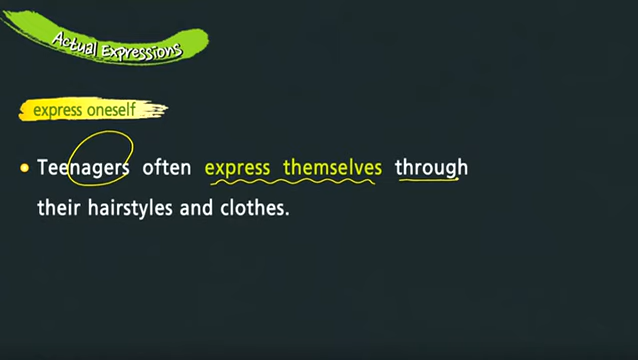 Actual Expressions
express oneself
Teenagers often express themselves through
their hairstyles and clothes.